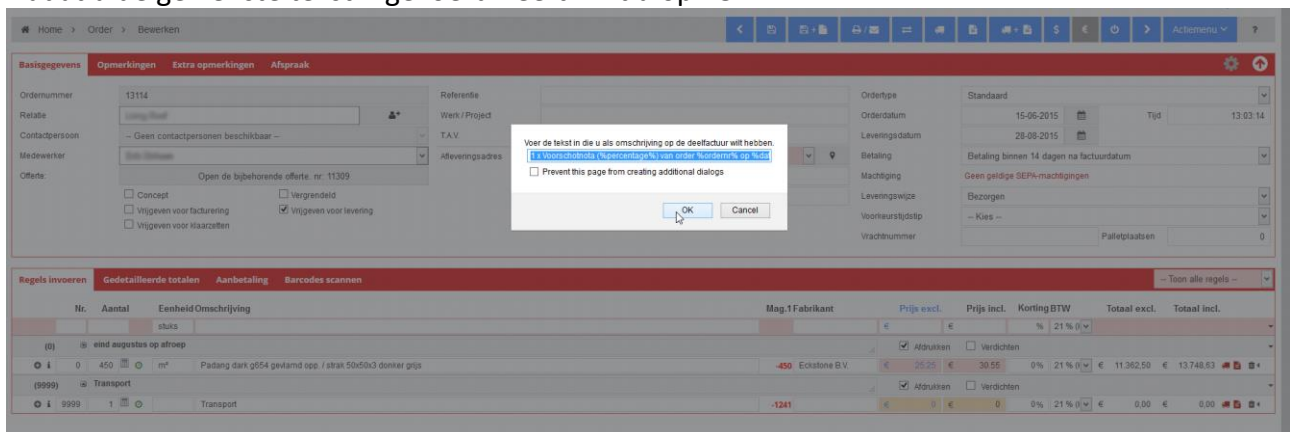 Home > Order > Bewerken
Actiemenu
?
Basisgegevens Opmerkingen Extra opmerkingen Afspraak
Ordernummer 13114
Relatie
Contactpersoon -- Geen contactpersonen beschikbaar --
Medewerker
Offerte: Open de bijbehorende offerte. nr: 11309
Concept Vergrendeld
Vrijgeven voor facturering Vrijgeven voor levering
Vrijgeven voor klaarzetten
Referentie
Werk / Project
T.A.V.
Afleveringsadres
Ordertype Standaard
Orderdatum 15-06-2015 Tijd 13:03:14
Leveringsdatum 28-08-2015
Betaling Betaling binnen 14 dagen na factuurdatum
Machtiging Geen geldige SEPA-machtigingen
Leveringswijze Bezorgen
Voorkeurstijdstip -- Kies --
Vrachtnummer Palletplaatsen 0
Voer de tekst in die u als omschrijving op de deelfactuur wilt hebben.
1 x Voorschotnota (%percentage%) van order %ordernr% op %dat
Prevent this page from creating additional dialogs
OK Cancel
Regels invoeren Gedetailleerde totalen Aanbetaling Barcodes scannen -- Toon alle regels --
Nr. Aantal Eenheid Omschrijving Mag.1 Fabrikant Prijs excl. Prijs incl. Korting BTW Totaal excl. Totaal incl.
stuks € € % 21 % (
(0) eind augustus op afroep Afdrukken Verdichten
0 450 m² Padang dark g654 gevlamd opp. / strak 50x50x3 donker grijs -450 Eckstone B.V. € 25,25 € 30,55 0% 21 % ( € 11.362,50 € 13.748,63
(9999) Transport Afdrukken Verdichten
9999 1 Transport -1241 € 0 € 0 0% 21 % ( € 0,00 € 0,00